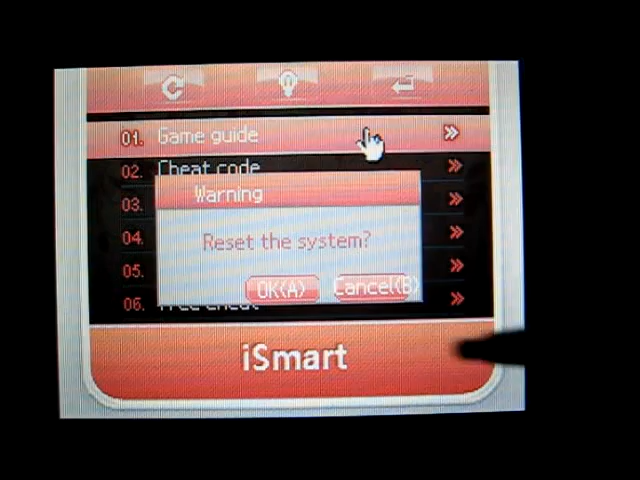 01. Game guide
02. Cheat code
03.
Warning
04.
Reset the system?
05.
OK(A) Cancel(B)
06.
iSmart